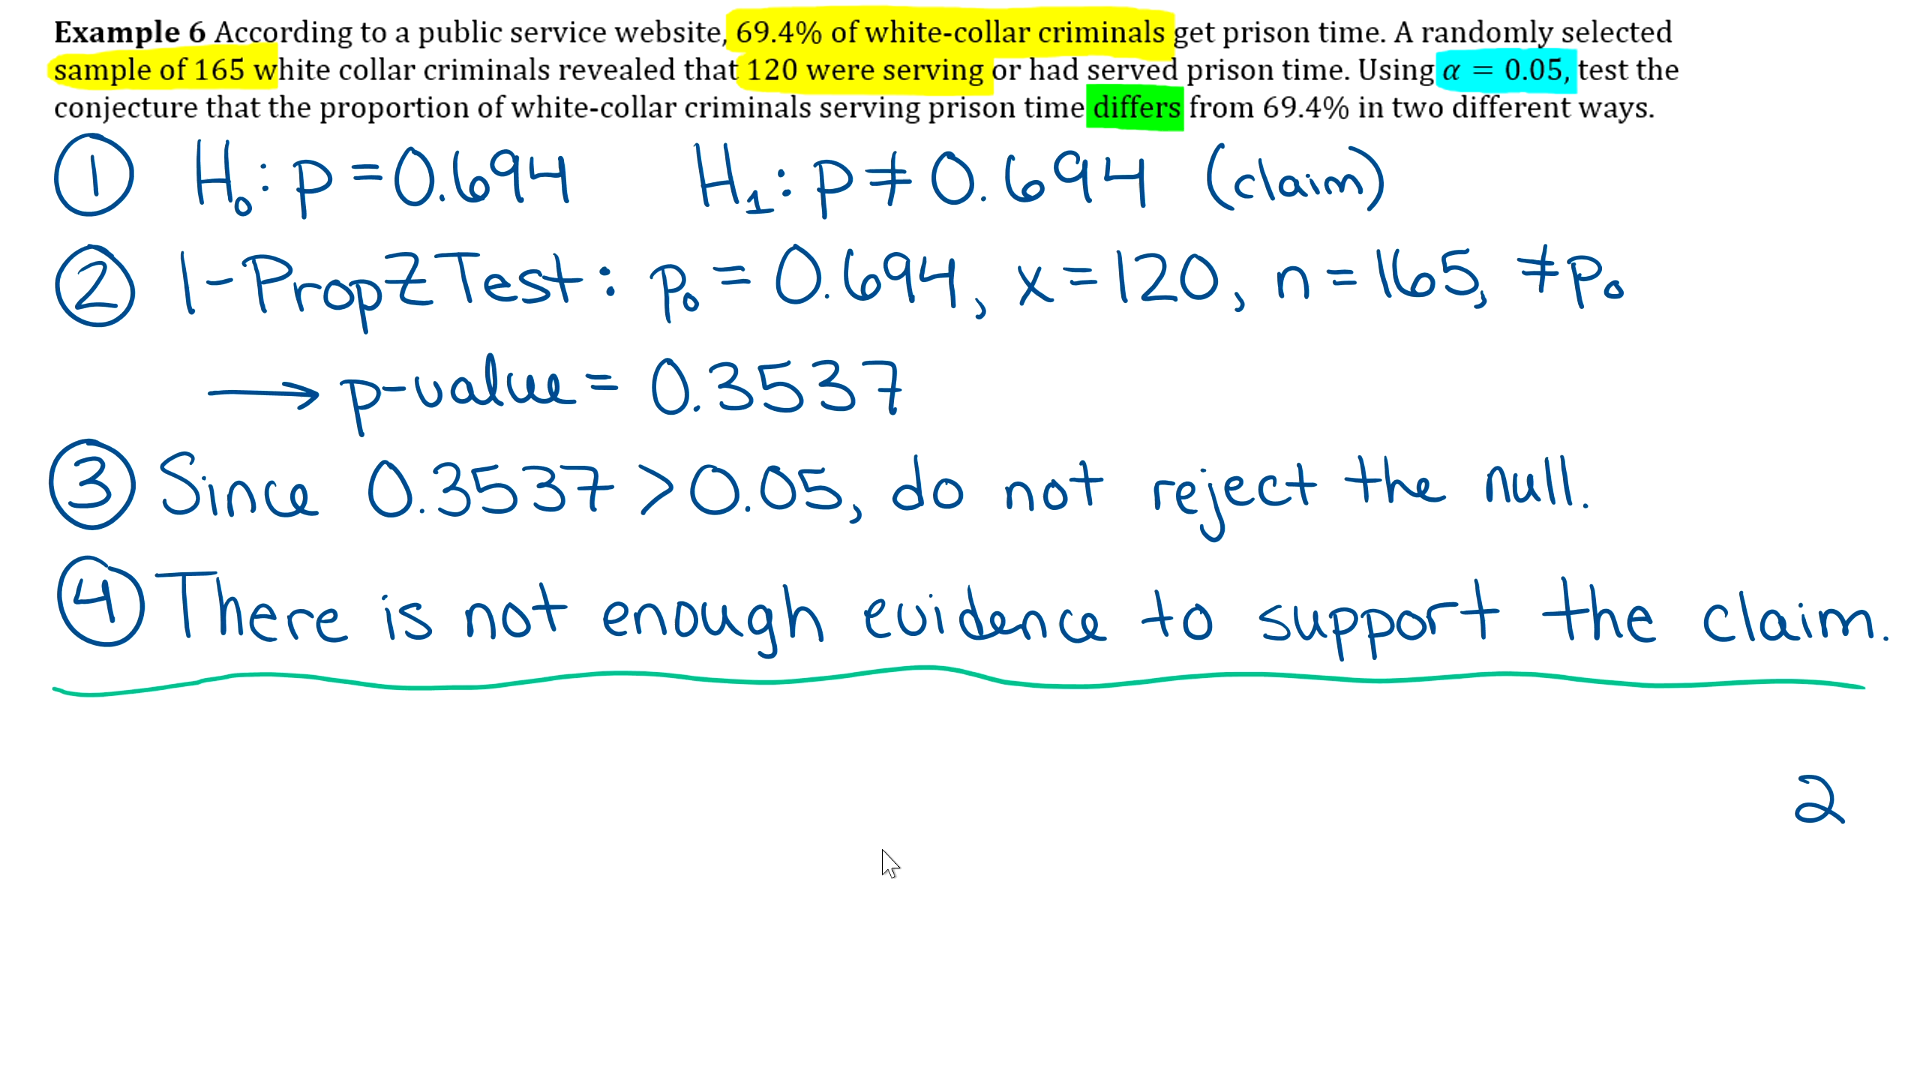 Example 6 According to a public service website, 69.4% of white-collar criminals get prison time. A randomly selected
sample of 165 white collar criminals revealed that 120 were serving or had served prison time. Using α = 0.05, test the
conjecture that the proportion of white-collar criminals serving prison time differs from 69.4% in two different ways.
① H₀: p = 0.694 H₁: p ≠ 0.694 (claim)
② 1-PropZTest: p₀ = 0.694, x = 120, n = 165, ≠p₀
→ p-value = 0.3537
③ Since 0.3537 > 0.05, do not reject the null.
④ There is not enough evidence to support the claim.
2